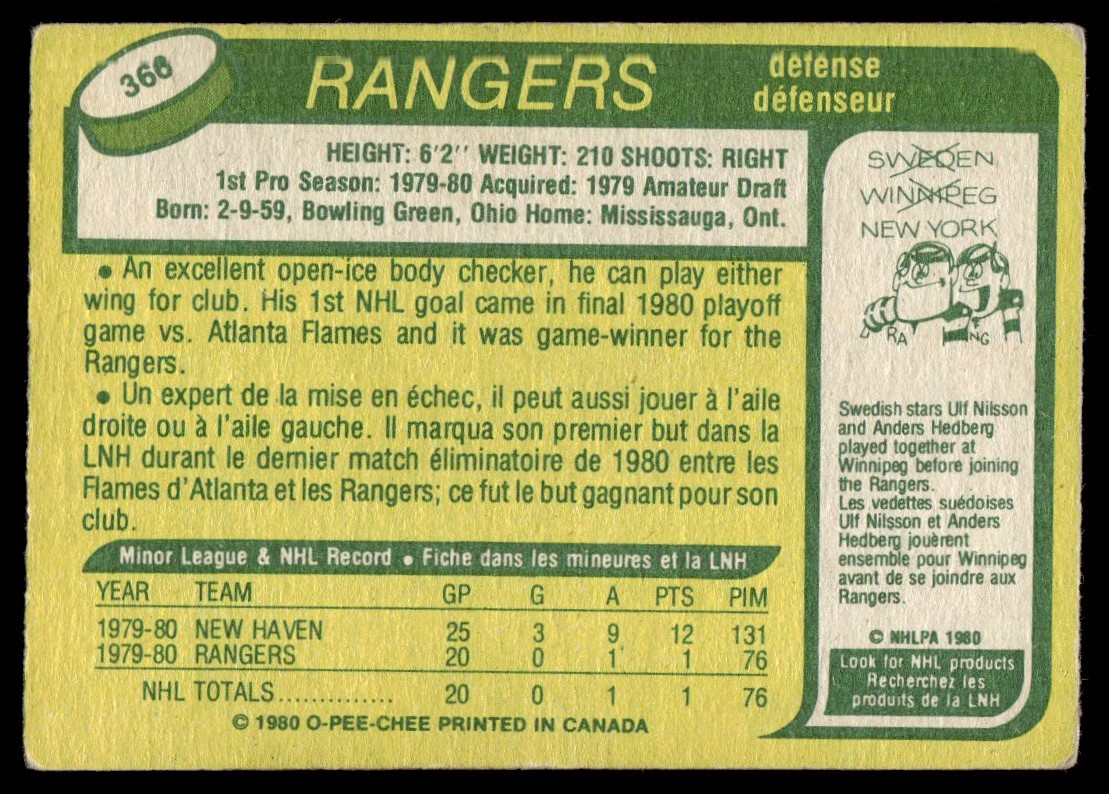 366
RANGERS
défense
défenseur
HEIGHT: 6'2'' WEIGHT: 210 SHOOTS: RIGHT
1st Pro Season: 1979-80 Acquired: 1979 Amateur Draft
Born: 2-9-59, Bowling Green, Ohio Home: Mississauga, Ont.
• An excellent open-ice body checker, he can play either
wing for club. His 1st NHL goal came in final 1980 playoff
game vs. Atlanta Flames and it was game-winner for the
Rangers.
• Un expert de la mise en échec, il peut aussi jouer à l'aile
droite ou à l'aile gauche. Il marqua son premier but dans la
LNH durant le dernier match éliminatoire de 1980 entre les
Flames d'Atlanta et les Rangers; ce fut le but gagnant pour son
club.
Minor League & NHL Record • Fiche dans les mineures et la LNH
YEAR TEAM GP G A PTS PIM
1979-80 NEW HAVEN 25 3 9 12 131
1979-80 RANGERS 20 0 1 1 76
NHL TOTALS.............. 20 0 1 1 76
© 1980 O-PEE-CHEE PRINTED IN CANADA
SWEDEN
WINNIPEG
NEW YORK
RA NG
Swedish stars Ulf Nilsson
and Anders Hedberg
played together at
Winnipeg before joining
the Rangers.
Les vedettes suédoises
Ulf Nilsson et Anders
Hedberg jouèrent
ensemble pour Winnipeg
avant de se joindre aux
Rangers.
© NHLPA 1980
Look for NHL products
Recherchez les
produits de la LNH